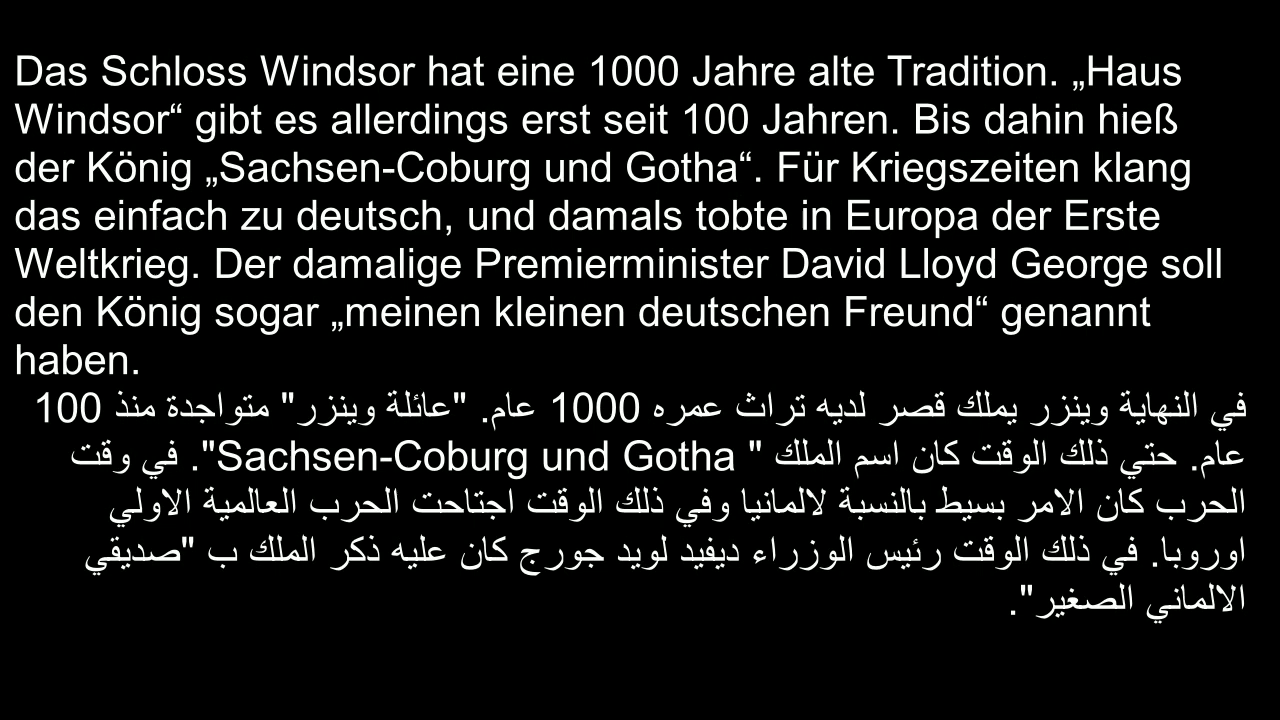 Das Schloss Windsor hat eine 1000 Jahre alte Tradition. „Haus
Windsor“ gibt es allerdings erst seit 100 Jahren. Bis dahin hieß
der König „Sachsen-Coburg und Gotha“. Für Kriegszeiten klang
das einfach zu deutsch, und damals tobte in Europa der Erste
Weltkrieg. Der damalige Premierminister David Lloyd George soll
den König sogar „meinen kleinen deutschen Freund“ genannt
haben.
في النهاية وينزر يملك قصر لديه تراث عمره 1000 عام. "عائلة وينزر" متواجدة منذ 100
عام. حتي ذلك الوقت كان اسم الملك " Sachsen-Coburg und Gotha". في وقت
الحرب كان الامر بسيط بالنسبة لالمانيا وفي ذلك الوقت اجتاحت الحرب العالمية الاولي
اوروبا. في ذلك الوقت رئيس الوزراء ديفيد لويد جورج كان عليه ذكر الملك ب "صديقي
الالماني الصغير".